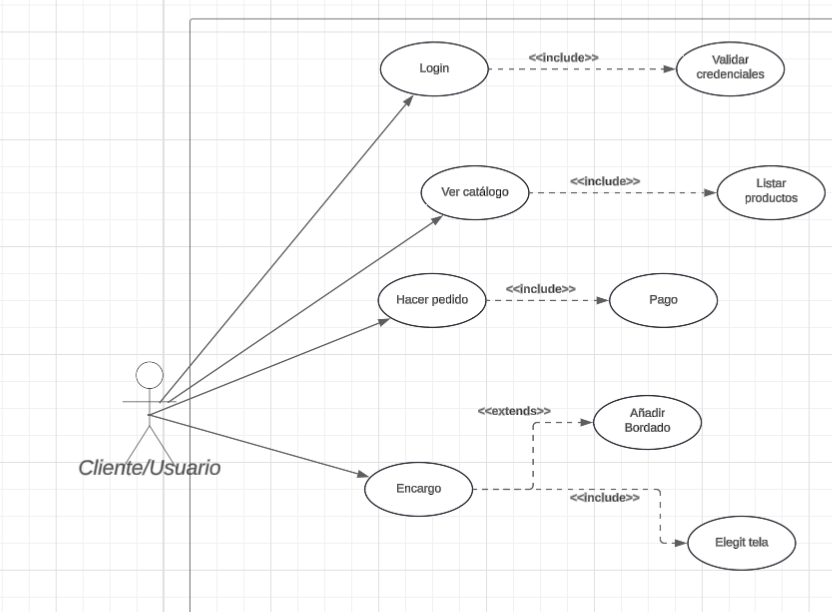 Login
<<include>>
Validar
credenciales
Ver catálogo
<<include>>
Listar
productos
Hacer pedido
<<include>>
Pago
Cliente/Usuario
<<extends>>
Añadir
Bordado
Encargo
<<include>>
Elegit tela